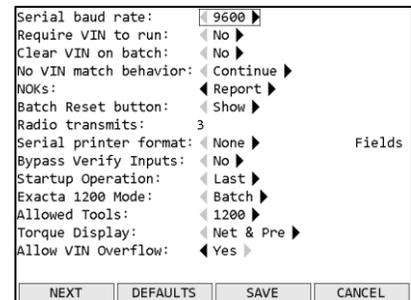 Serial baud rate: 9600
Require VIN to run: No
Clear VIN on batch: No
No VIN match behavior: Continue
NOKs: Report
Batch Reset button: Show
Radio transmits: 3
Serial printer format: None Fields
Bypass Verify Inputs: No
Startup Operation: Last
Exacta 1200 Mode: Batch
Allowed Tools: 1200
Torque Display: Net & Pre
Allow VIN Overflow: Yes
NEXT DEFAULTS SAVE CANCEL